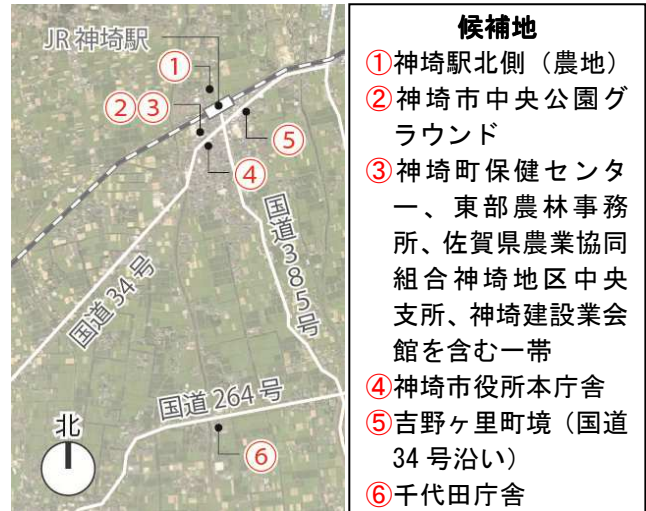 JR 神埼駅
①
②③
⑤
④
国道385号
国道34号
国道264号
北
⑥
候補地
①神埼駅北側（農地）
②神埼市中央公園グ
ラウンド
③神埼町保健センタ
ー、東部農林事務
所、佐賀県農業協同
組合神埼地区中央
支所、神埼建設業会
館を含む一帯
④神埼市役所本庁舎
⑤吉野ヶ里町境（国道
34 号沿い）
⑥千代田庁舎